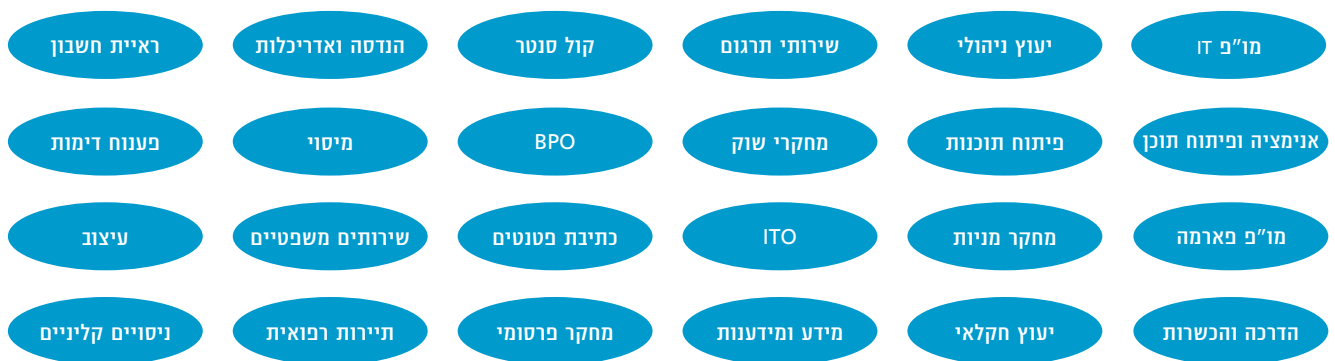 מו"פ IT
יעוץ ניהולי
שירותי תרגום
קול סנטר
הנדסה ואדריכלות
ראיית חשבון
אנימציה ופיתוח תוכן
פיתוח תוכנות
מחקרי שוק
BPO
מיסוי
פענוח דימות
מו"פ פארמה
מחקר מניות
ITO
כתיבת פטנטים
שירותים משפטיים
עיצוב
הדרכה והכשרות
יעוץ חקלאי
מידע ומידענות
מחקר פרסומי
תיירות רפואית
ניסויים קליניים